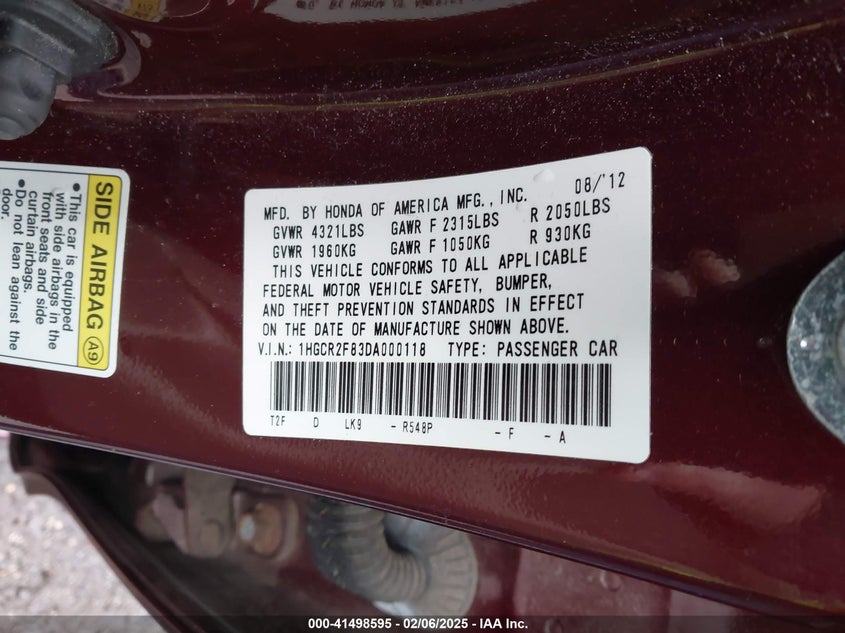 MFD. BY HONDA OF AMERICA MFG., INC. 08/'12
GVWR 4321LBS GAWR F 2315LBS R 2050LBS
GVWR 1960KG GAWR F 1050KG R 930KG
THIS VEHICLE CONFORMS TO ALL APPLICABLE
FEDERAL MOTOR VEHICLE SAFETY, BUMPER,
AND THEFT PREVENTION STANDARDS IN EFFECT
ON THE DATE OF MANUFACTURE SHOWN ABOVE.
V.I.N.: 1HGCR2F83DA000118 TYPE: PASSENGER CAR
T2F D LK9 - R548P - F - A
SIDE AIRBAG A9
•This car is equipped
with side airbags in the
front seats and side
curtain airbags.
•Do not lean against the
door.
000-41498595 - 02/06/2025 - IAA Inc.